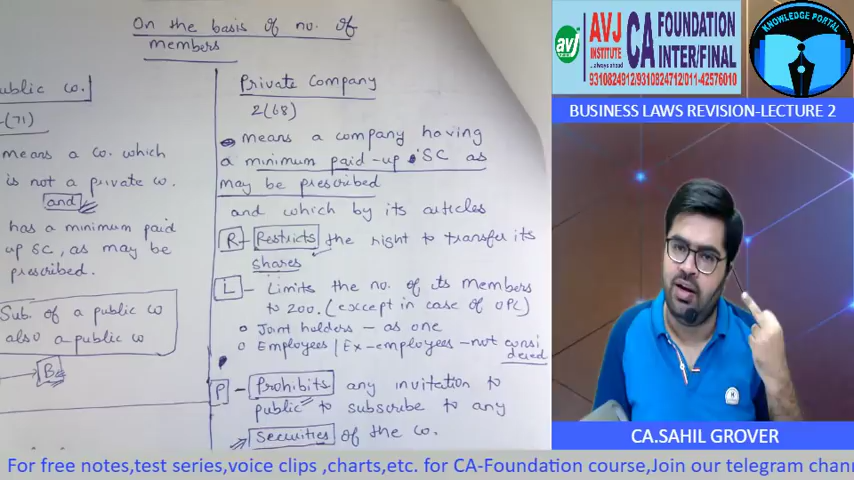 On the basis of no. of
members
ublic co.
(71)
means a co. which
is not a private co.
and
has a minimum paid
up SC, as may be
prescribed.
Sub. of a public co
also a public co
B
Private Company
2(68)
means a company having
a minimum paid-up SC as
may be prescribed
and which by its articles
R - Restricts the right to transfer its
shares
L - Limits the no. of its members
to 200. (except in case of OPC)
Joint holders - as one
Employees / Ex-employees - not consi
dered
P - Prohibits any invitation to
public to subscribe to any
securities of the co.
avj
AVJ
INSTITUTE
...always ahead
CA FOUNDATION
INTER/FINAL
9310824912/9310824712/011-42576010
KNOWLEDGE PORTAL
BUSINESS LAWS REVISION-LECTURE 2
CA.SAHIL GROVER
For free notes,test series,voice clips ,charts,etc. for CA-Foundation course,Join our telegram chan